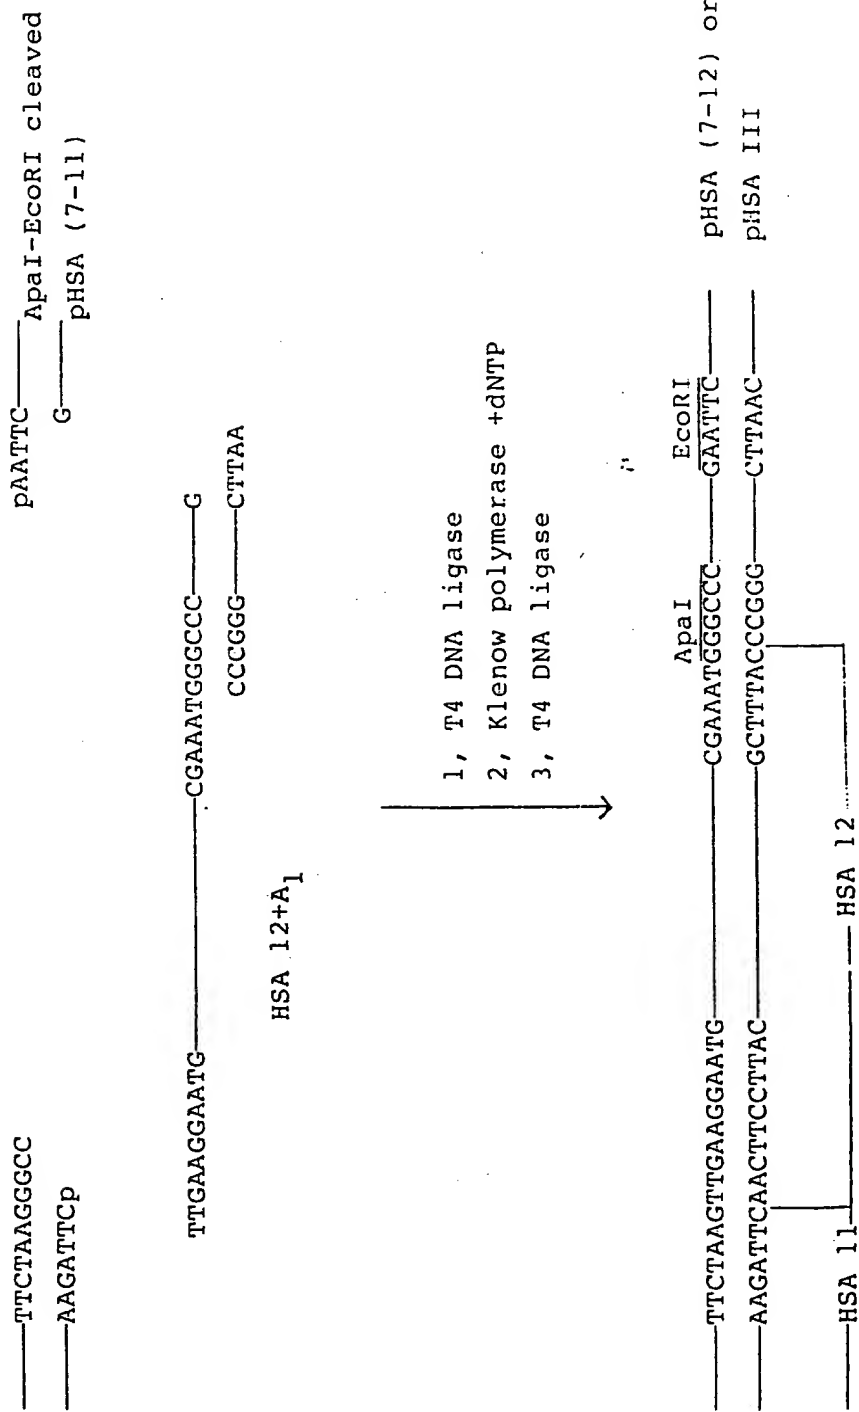 TTCTAAGGGCC
AAGATTCp
pAATTC
G
ApaI-EcoRI cleaved
pHSA (7-11)
TTGAAGGAATG CGAAATGGGCCC G
CCCGGG CTTAA
HSA 12+A1
1, T4 DNA ligase
2, Klenow polymerase +dNTP
3, T4 DNA ligase
ApaI EcoRI
TTCTAAGTTGAAGGAATG CGAAATGGGCCC GAATTC pHSA (7-12) or
AAGATTCAACTTCCTTAC GCTTTACCCGGG CTTAAC pHSA III
HSA 11 HSA 12